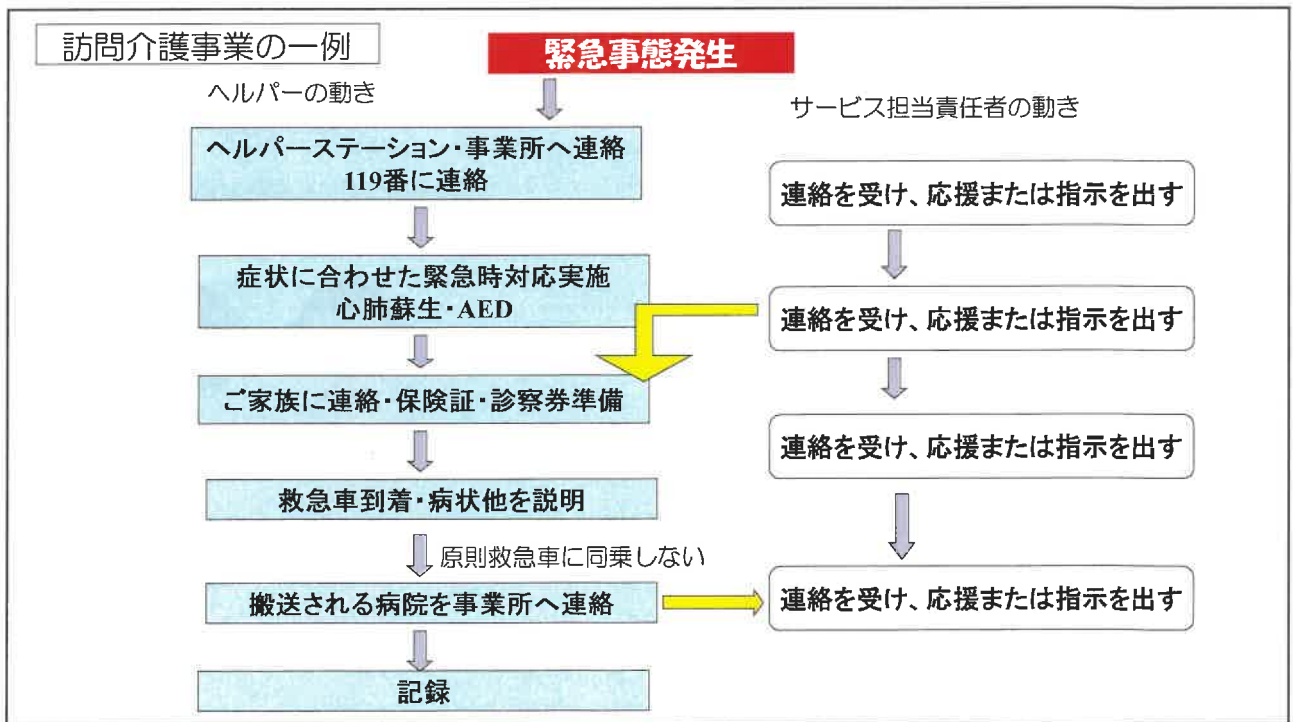 訪問介護事業の一例
緊急事態発生
ヘルパーの動き
サービス担当責任者の動き
ヘルパーステーション・事業所へ連絡
119番に連絡
連絡を受け、応援または指示を出す
症状に合わせた緊急時対応実施
心肺蘇生・AED
連絡を受け、応援または指示を出す
ご家族に連絡・保険証・診察券準備
連絡を受け、応援または指示を出す
救急車到着・病状他を説明
原則救急車に同乗しない
搬送される病院を事業所へ連絡
連絡を受け、応援または指示を出す
記録